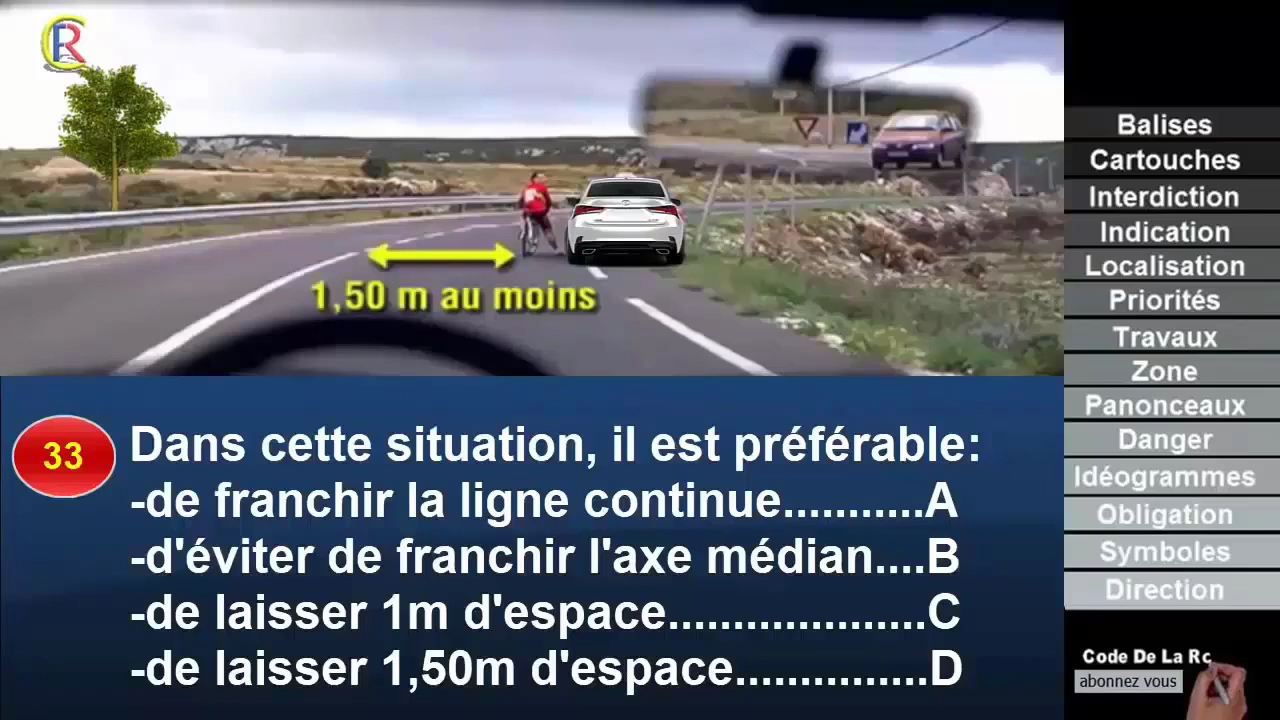 CR
1,50 m au moins
33
Dans cette situation, il est préférable:
-de franchir la ligne continue...........A
-d'éviter de franchir l'axe médian....B
-de laisser 1m d'espace....................C
-de laisser 1,50m d'espace...............D
Balises
Cartouches
Interdiction
Indication
Localisation
Priorités
Travaux
Zone
Panonceaux
Danger
Idéogrammes
Obligation
Symboles
Direction
Code De La Rc
abonnez vous